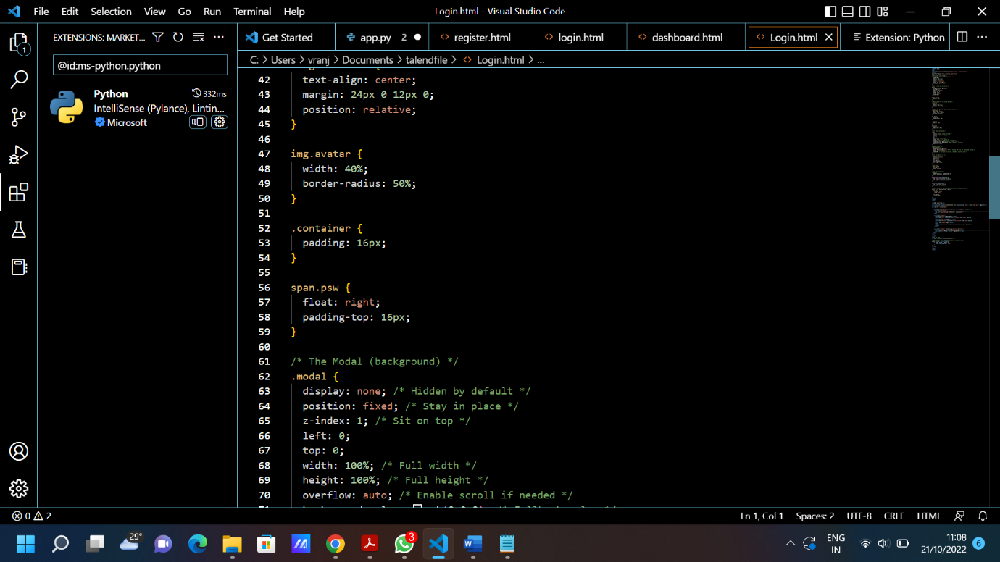 File Edit Selection View Go Run Terminal Help
Login.html - Visual Studio Code
EXTENSIONS: MARKET...
Get Started
app.py 2
register.html
login.html
dashboard.html
Login.html
Extension: Python
1
@id:ms-python.python
C: > Users > vranj > Documents > talendfile > Login.html > ...
Python
332ms
IntelliSense (Pylance), Lintin...
Microsoft
42 text-align: center;
43 margin: 24px 0 12px 0;
44 position: relative;
45 }
46
47 img.avatar {
48 width: 40%;
49 border-radius: 50%;
50 }
51
52 .container {
53 padding: 16px;
54 }
55
56 span.psw {
57 float: right;
58 padding-top: 16px;
59 }
60
61 /* The Modal (background) */
62 .modal {
63 display: none; /* Hidden by default */
64 position: fixed; /* Stay in place */
65 z-index: 1; /* Sit on top */
66 left: 0;
67 top: 0;
68 width: 100%; /* Full width */
69 height: 100%; /* Full height */
70 overflow: auto; /* Enable scroll if needed */
0 2
Ln 1, Col 1 Spaces: 2 UTF-8 CRLF HTML
29°
3
ENG
IN
11:08
21/10/2022
6